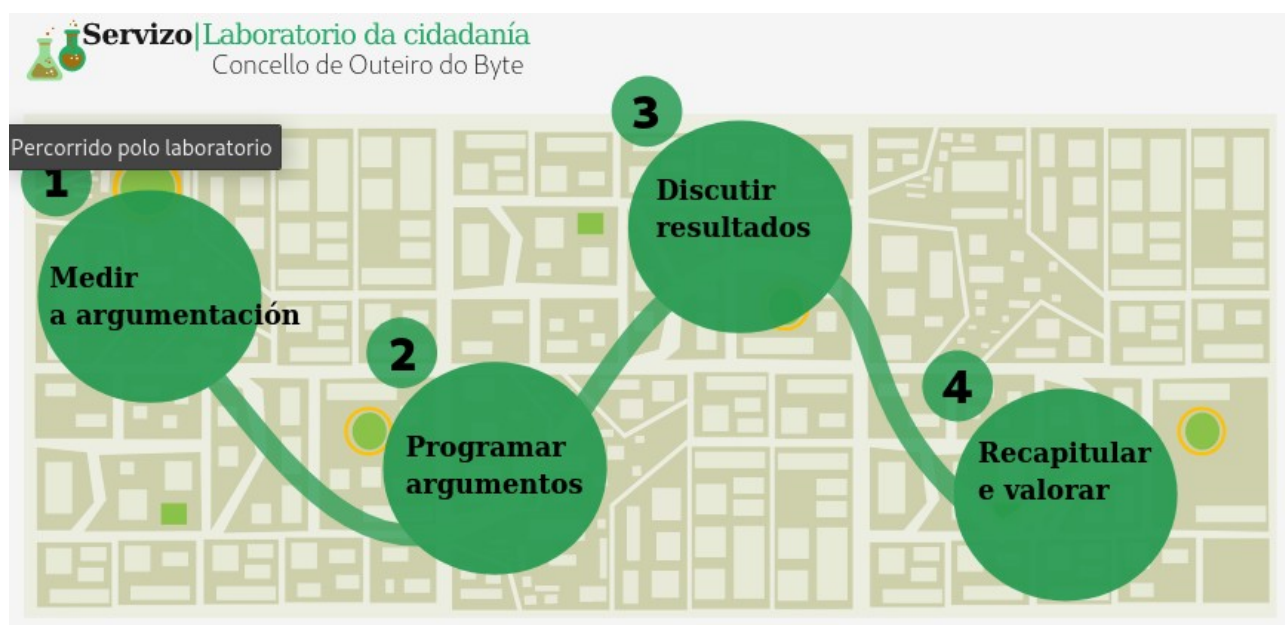 Servizo|Laboratorio da cidadanía
Concello de Outeiro do Byte
Percorrido polo laboratorio
1
Medir
a argumentación
2
Programar
argumentos
3
Discutir
resultados
4
Recapitular
e valorar